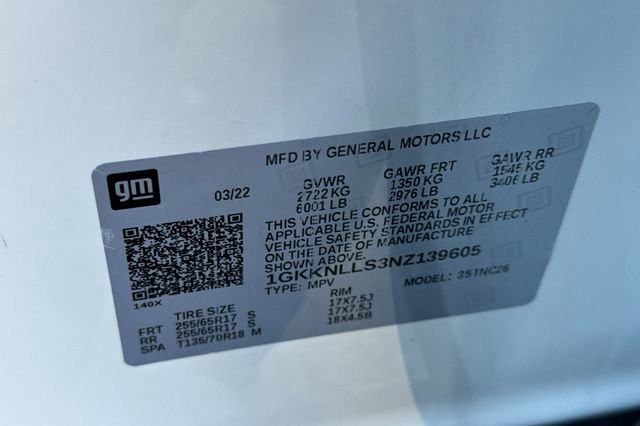 MFD BY GENERAL MOTORS LLC
gm
03/22
GVWR GAWR FRT GAWR RR
2722 KG 1350 KG 1545 KG
6001 LB 2976 LB 3406 LB
THIS VEHICLE CONFORMS TO ALL
APPLICABLE U.S. FEDERAL MOTOR
VEHICLE SAFETY STANDARDS IN EFFECT
ON THE DATE OF MANUFACTURE
SHOWN ABOVE.
1GKKNLLS3NZ139605
TYPE: MPV MODEL: 3S1NC26
140X
TIRE SIZE RIM
FRT 255/65R17 S 17X7.5J
RR 255/65R17 S 17X7.5J
SPA T135/70R18 M 18X4.5B